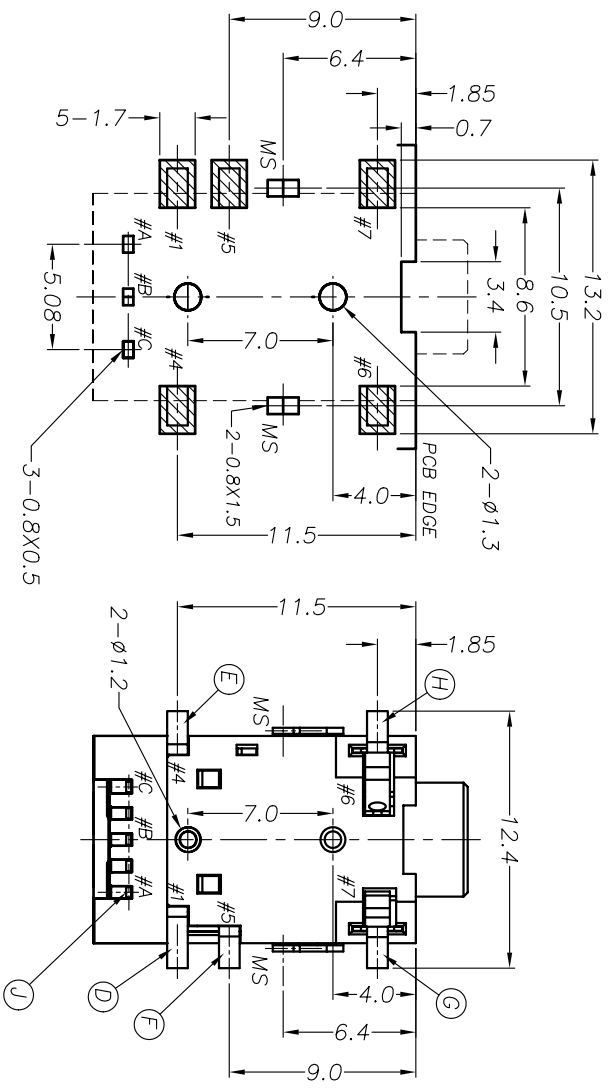 9.0
6.4
1.85
0.7
5-1.7
MS
#7
#5
#1
#A
#B
#C
5.08
7.0
#4
#6
MS
3.4
8.6
10.5
13.2
2-0.8X1.5
3-0.8X0.5
4.0
11.5
PCB EDGE
2-ø1.3
11.5
1.85
2-ø1.2
E
H
MS
#4
#6
#C
#B
#A
7.0
12.4
#1
#5
#7
MS
J
D
F
G
4.0
6.4
9.0